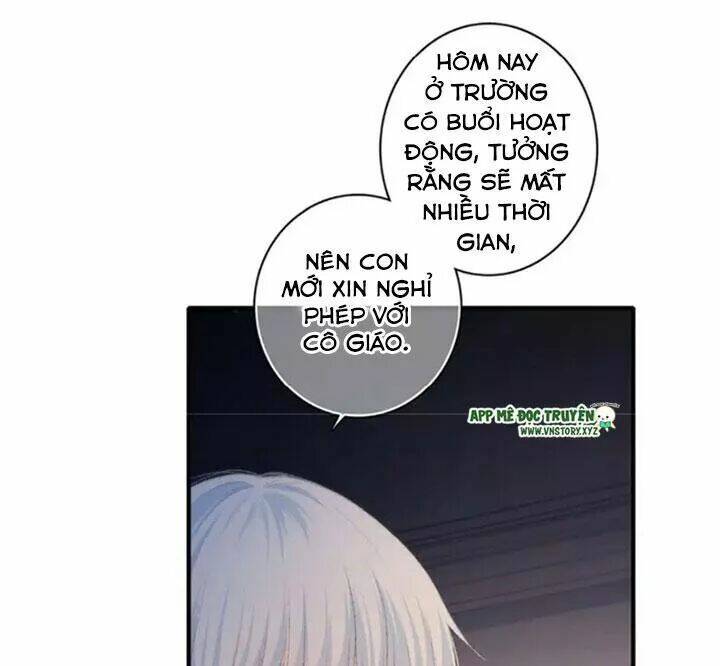 HÔM NAY
Ở TRƯỜNG
CÓ BUỔI HOẠT
ĐỘNG, TƯỞNG
RẰNG SẼ MẤT
NHIỀU THỜI
GIAN,
NÊN CON
MỚI XIN NGHỈ
PHÉP VỚI
CÔ GIÁO.
APP MÊ ĐỌC TRUYỆN
WWW.VNSTORY.XYZ